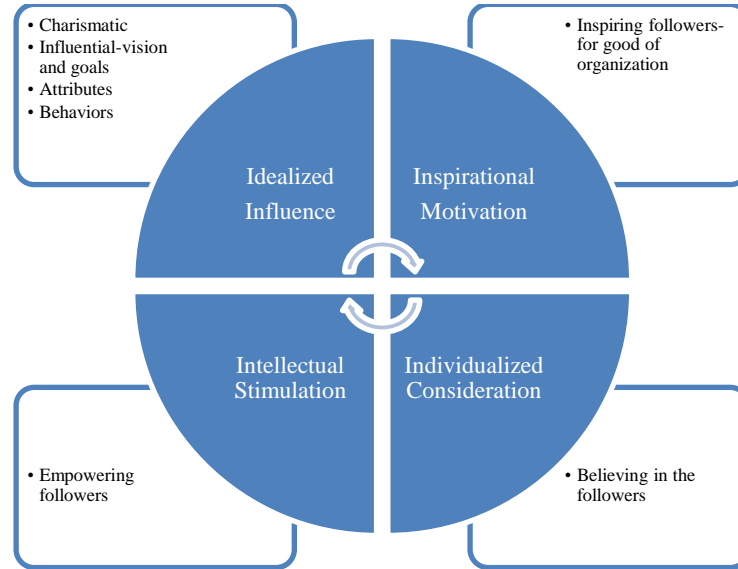 • Charismatic
• Influential-vision
and goals
• Attributes
• Behaviors
• Inspiring followers-
for good of
organization
Idealized
Influence
Inspirational
Motivation
Intellectual
Stimulation
Individualized
Consideration
• Empowering
followers
• Believing in the
followers